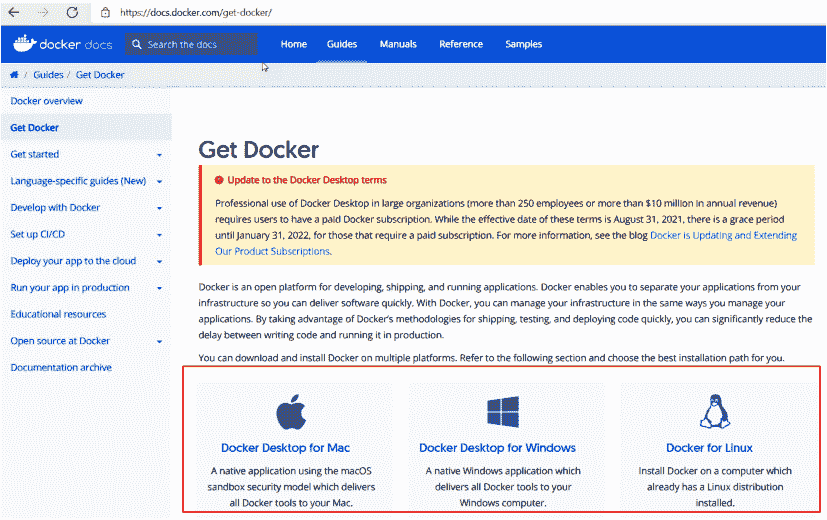 https://docs.docker.com/get-docker/
docker docs Search the docs Home Guides Manuals Reference Samples
/ Guides / Get Docker
Docker overview
Get Docker
Get started
Language-specific guides (New)
Develop with Docker
Set up CI/CD
Deploy your app to the cloud
Run your app in production
Educational resources
Open source at Docker
Documentation archive
Get Docker
Update to the Docker Desktop terms
Professional use of Docker Desktop in large organizations (more than 250 employees or more than $10 million in annual revenue)
requires users to have a paid Docker subscription. While the effective date of these terms is August 31, 2021, there is a grace period
until January 31, 2022, for those that require a paid subscription. For more information, see the blog Docker is Updating and Extending
Our Product Subscriptions.
Docker is an open platform for developing, shipping, and running applications. Docker enables you to separate your applications from your
infrastructure so you can deliver software quickly. With Docker, you can manage your infrastructure in the same ways you manage your
applications. By taking advantage of Docker's methodologies for shipping, testing, and deploying code quickly, you can significantly reduce the
delay between writing code and running it in production.
You can download and install Docker on multiple platforms. Refer to the following section and choose the best installation path for you.
Docker Desktop for Mac
A native application using the macOS
sandbox security model which delivers
all Docker tools to your Mac.
Docker Desktop for Windows
A native Windows application which
delivers all Docker tools to your
Windows computer.
Docker for Linux
Install Docker on a computer which
already has a Linux distribution
installed.